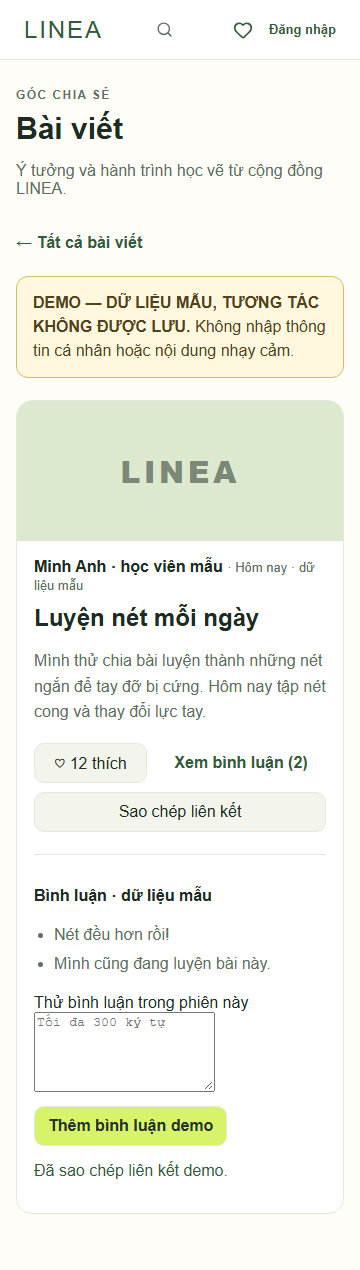 LINEA
Đăng nhập
GÓC CHIA SẺ
Bài viết
Ý tưởng và hành trình học vẽ từ cộng đồng
LINEA.
← Tất cả bài viết
DEMO — DỮ LIỆU MẪU, TƯƠNG TÁC
KHÔNG ĐƯỢC LƯU. Không nhập thông
tin cá nhân hoặc nội dung nhạy cảm.
LINEA
Minh Anh · học viên mẫu · Hôm nay · dữ
liệu mẫu
Luyện nét mỗi ngày
Mình thử chia bài luyện thành những nét
ngắn để tay đỡ bị cứng. Hôm nay tập nét
cong và thay đổi lực tay.
♡ 12 thích
Xem bình luận (2)
Sao chép liên kết
Bình luận · dữ liệu mẫu
• Nét đều hơn rồi!
• Mình cũng đang luyện bài này.
Thử bình luận trong phiên này
Tối đa 300 ký tự
Thêm bình luận demo
Đã sao chép liên kết demo.